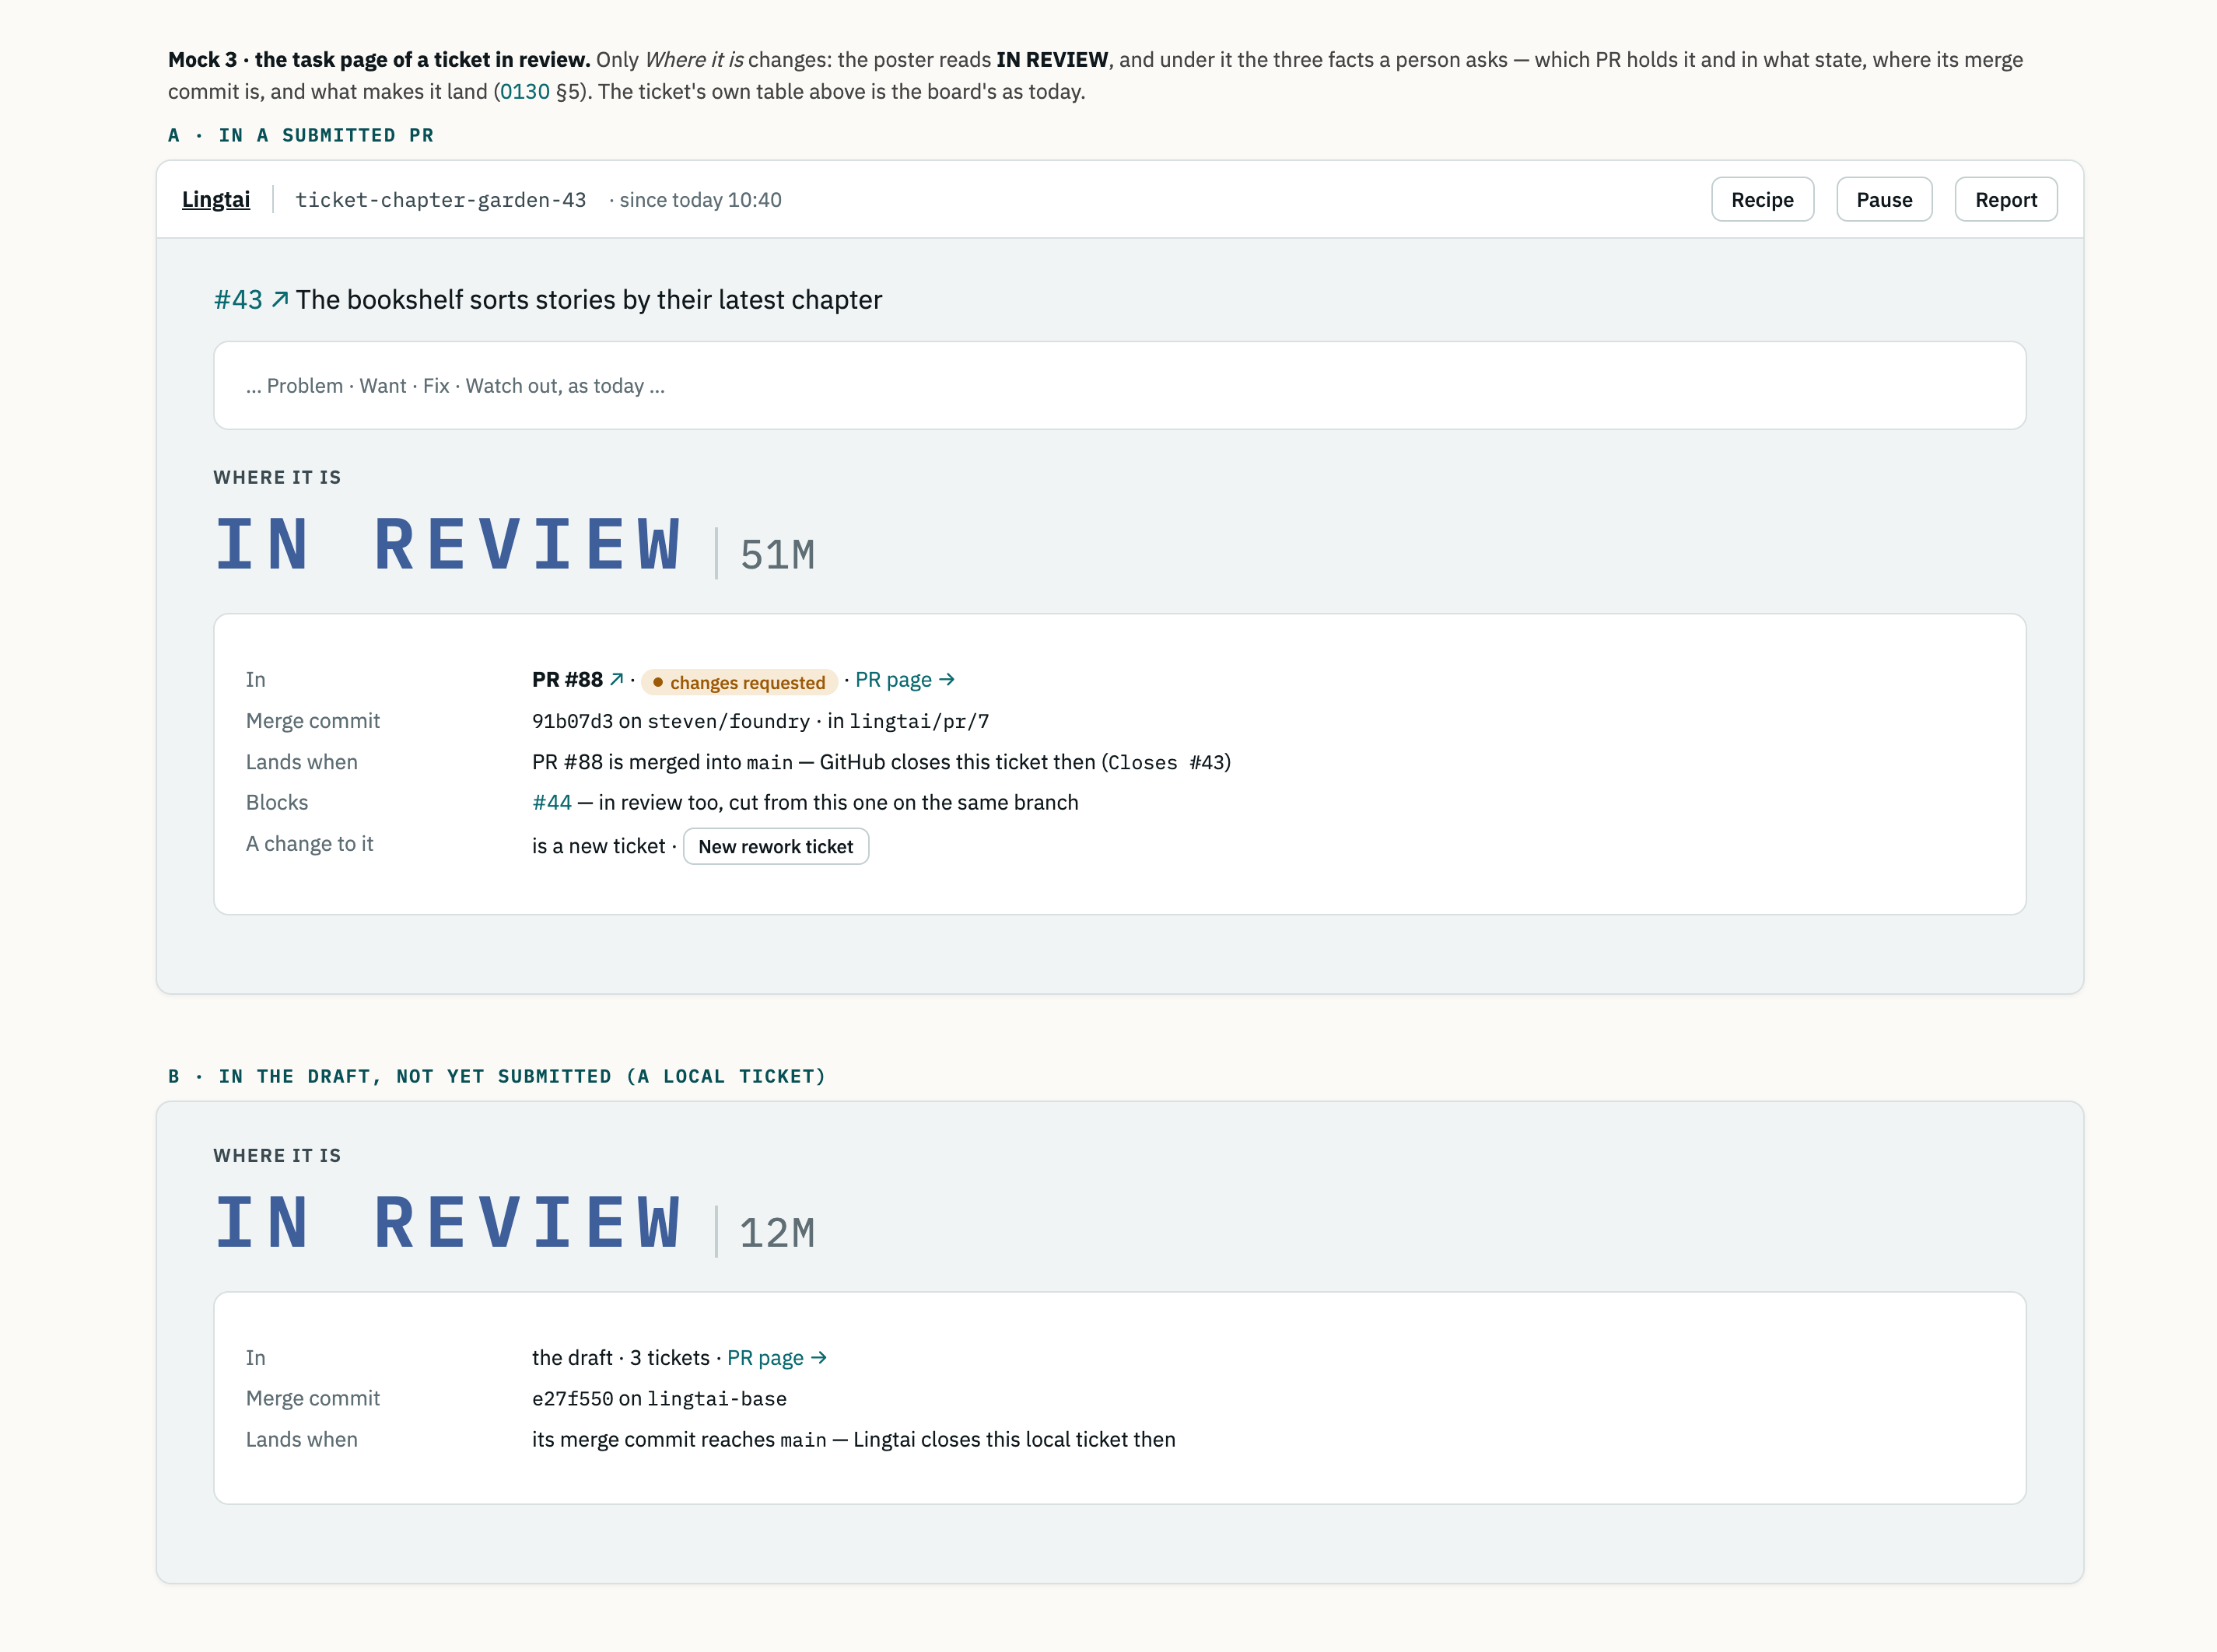 Mock 3 · the task page of a ticket in review. Only Where it is changes: the poster reads IN REVIEW, and under it the three facts a person asks — which PR holds it and in what state, where its merge
commit is, and what makes it land (0130 §5). The ticket's own table above is the board's as today.
A · IN A SUBMITTED PR
Lingtai ticket-chapter-garden-43 · since today 10:40 Recipe Pause Report
#43 ↗ The bookshelf sorts stories by their latest chapter
... Problem · Want · Fix · Watch out, as today ...
WHERE IT IS
IN REVIEW 51M
In PR #88 ↗ · changes requested · PR page →
Merge commit 91b07d3 on steven/foundry · in lingtai/pr/7
Lands when PR #88 is merged into main — GitHub closes this ticket then (Closes #43)
Blocks #44 — in review too, cut from this one on the same branch
A change to it is a new ticket · New rework ticket
B · IN THE DRAFT, NOT YET SUBMITTED (A LOCAL TICKET)
WHERE IT IS
IN REVIEW 12M
In the draft · 3 tickets · PR page →
Merge commit e27f550 on lingtai-base
Lands when its merge commit reaches main — Lingtai closes this local ticket then